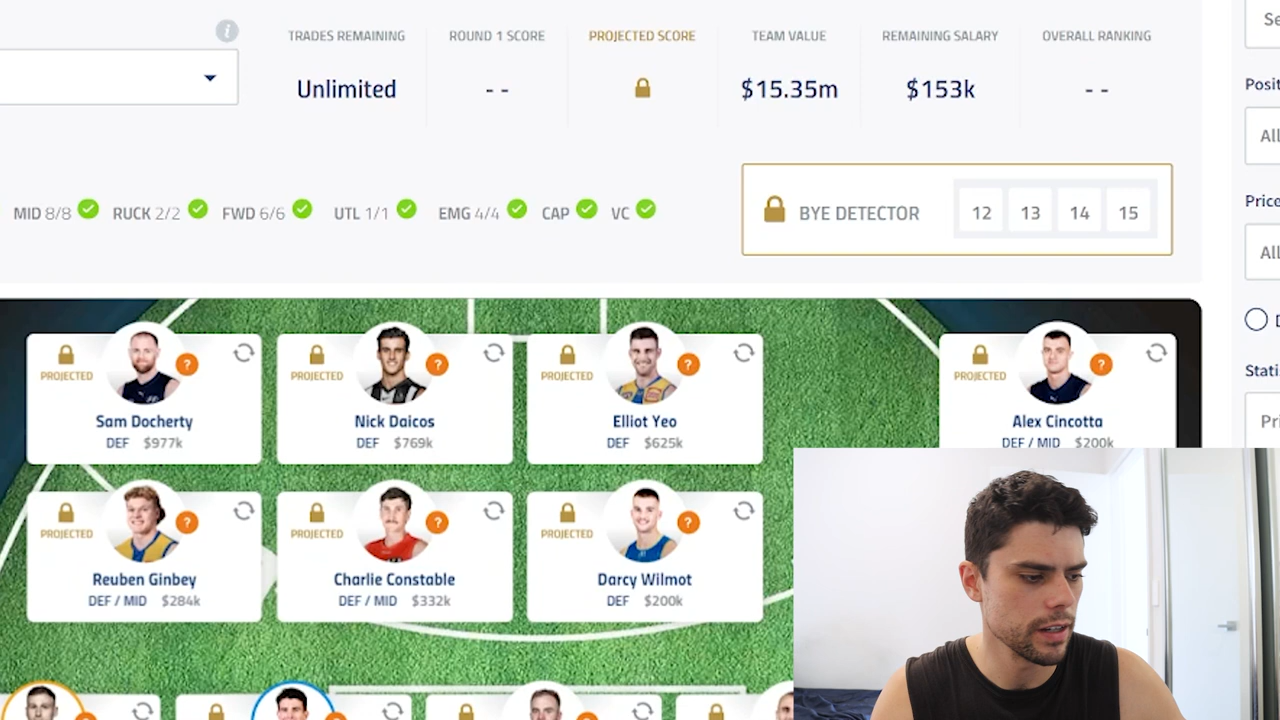 TRADES REMAINING ROUND 1 SCORE PROJECTED SCORE TEAM VALUE REMAINING SALARY OVERALL RANKING
Unlimited - - $15.35m $153k - -
MID 8/8 RUCK 2/2 FWD 6/6 UTL 1/1 EMG 4/4 CAP VC
BYE DETECTOR 12 13 14 15
Se
Posit
All
Price
All
D
Stati
Pri
PROJECTED ? PROJECTED ? PROJECTED ? PROJECTED ?
Sam Docherty Nick Daicos Elliot Yeo Alex Cincotta
DEF $977k DEF $769k DEF $625k DEF / MID $200k
PROJECTED ? PROJECTED ? PROJECTED ?
Reuben Ginbey Charlie Constable Darcy Wilmot
DEF / MID $284k DEF / MID $332k DEF $200k